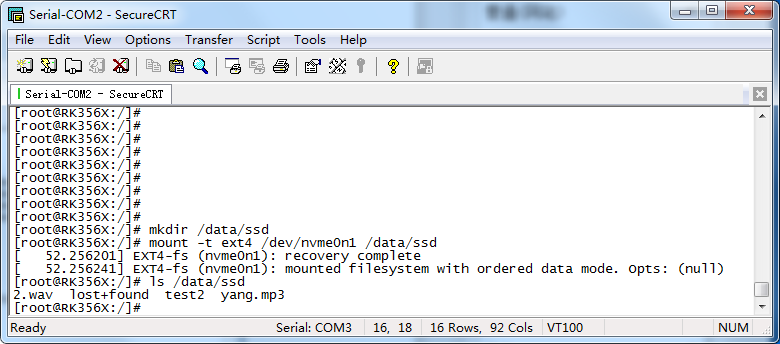 Serial-COM2 - SecureCRT
File Edit View Options Transfer Script Tools Help
Serial-COM2 - SecureCRT
[root@RK356X:/]#
[root@RK356X:/]#
[root@RK356X:/]#
[root@RK356X:/]#
[root@RK356X:/]#
[root@RK356X:/]#
[root@RK356X:/]#
[root@RK356X:/]#
[root@RK356X:/]#
[root@RK356X:/]# mkdir /data/ssd
[root@RK356X:/]# mount -t ext4 /dev/nvme0n1 /data/ssd
[   52.256201] EXT4-fs (nvme0n1): recovery complete
[   52.256241] EXT4-fs (nvme0n1): mounted filesystem with ordered data mode. Opts: (null)
[root@RK356X:/]# ls /data/ssd
2.wav  lost+found  test2  yang.mp3
[root@RK356X:/]#
Ready Serial: COM3 16, 18 16 Rows, 92 Cols VT100 NUM